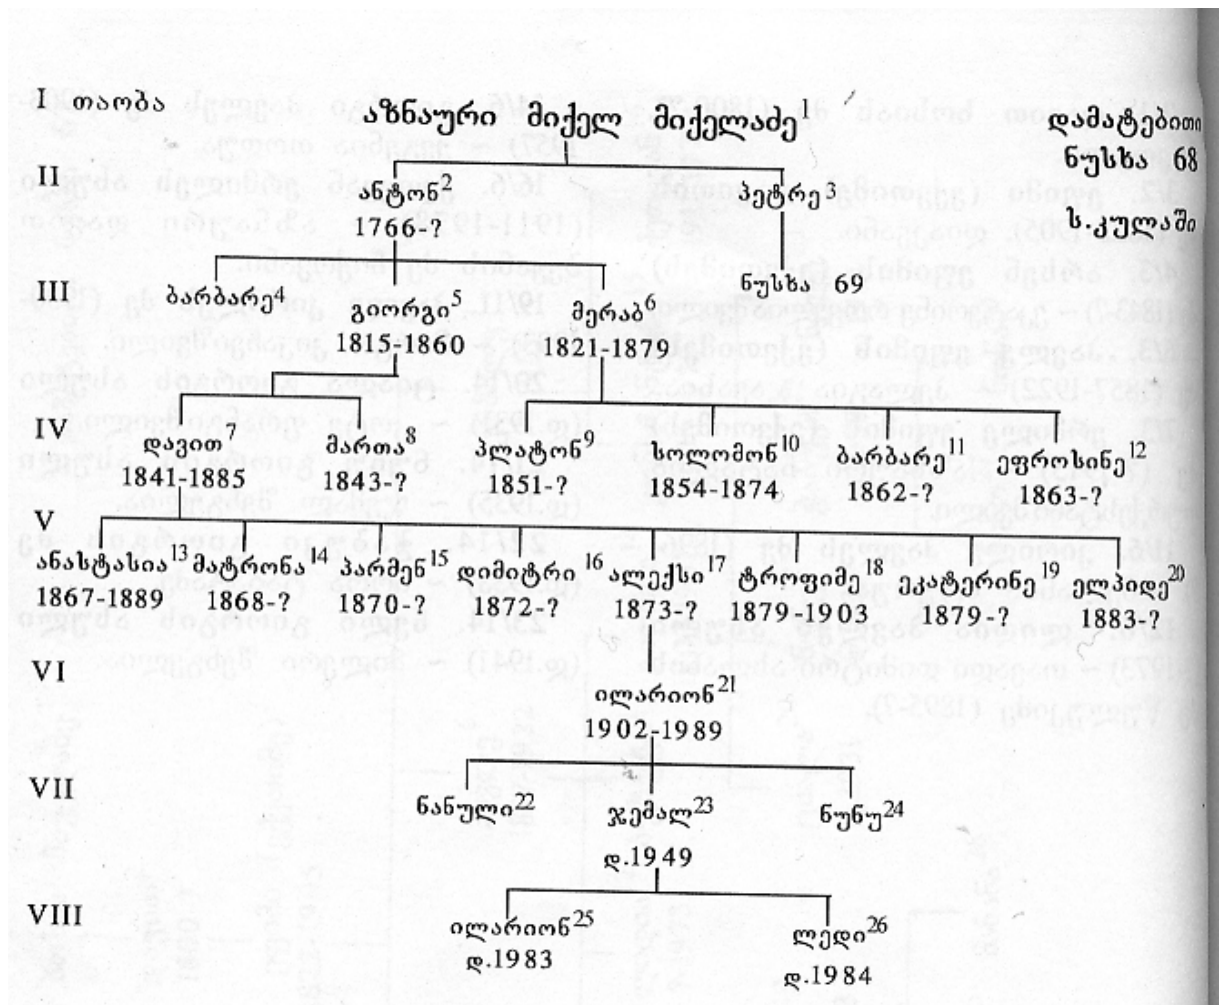 I თაობა
აზნაური მიქელ მიქელაძე1
დამატებითი
ნუსხა 68
ს.კულაში
II
ანტონ2 პეტრე3
1766-?
III
ბარბარე4 გიორგი5 მერაბ6 ნუსხა 69
1815-1860 1821-1879
IV
დავით7 მართა8 პლატონ9 სოლომონ10 ბარბარე11 ეფროსინე12
1841-1885 1843-? 1851-? 1854-1874 1862-? 1863-?
V
ანასტასია13 მატრონა14 პარმენ15 დიმიტრი16 ალექსი17 ტროფიმე18 ეკატერინე19 ელპიდე20
1867-1889 1868-? 1870-? 1872-? 1873-? 1879-1903 1879-? 1883-?
VI
ილარიონ21
1902-1989
VII
ნანული22 ჯემალ23 ნუნუ24
დ.1949
VIII
ილარიონ25 ლედი26
დ.1983 დ.1984